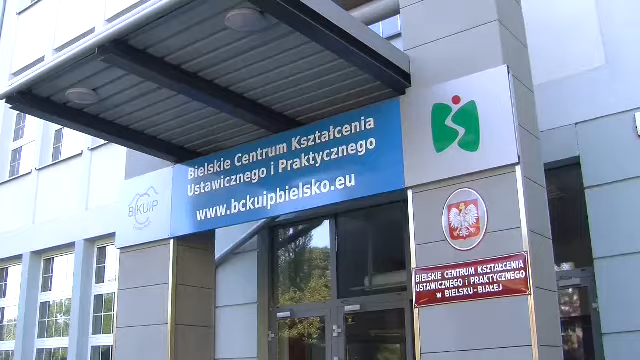 Bielskie Centrum Kształcenia
Ustawicznego i Praktycznego
www.bckuipbielsko.eu
BCKUIP
BIELSKIE CENTRUM KSZTAŁCENIA
USTAWICZNEGO i PRAKTYCZNEGO
w BIELSKU-BIAŁEJ